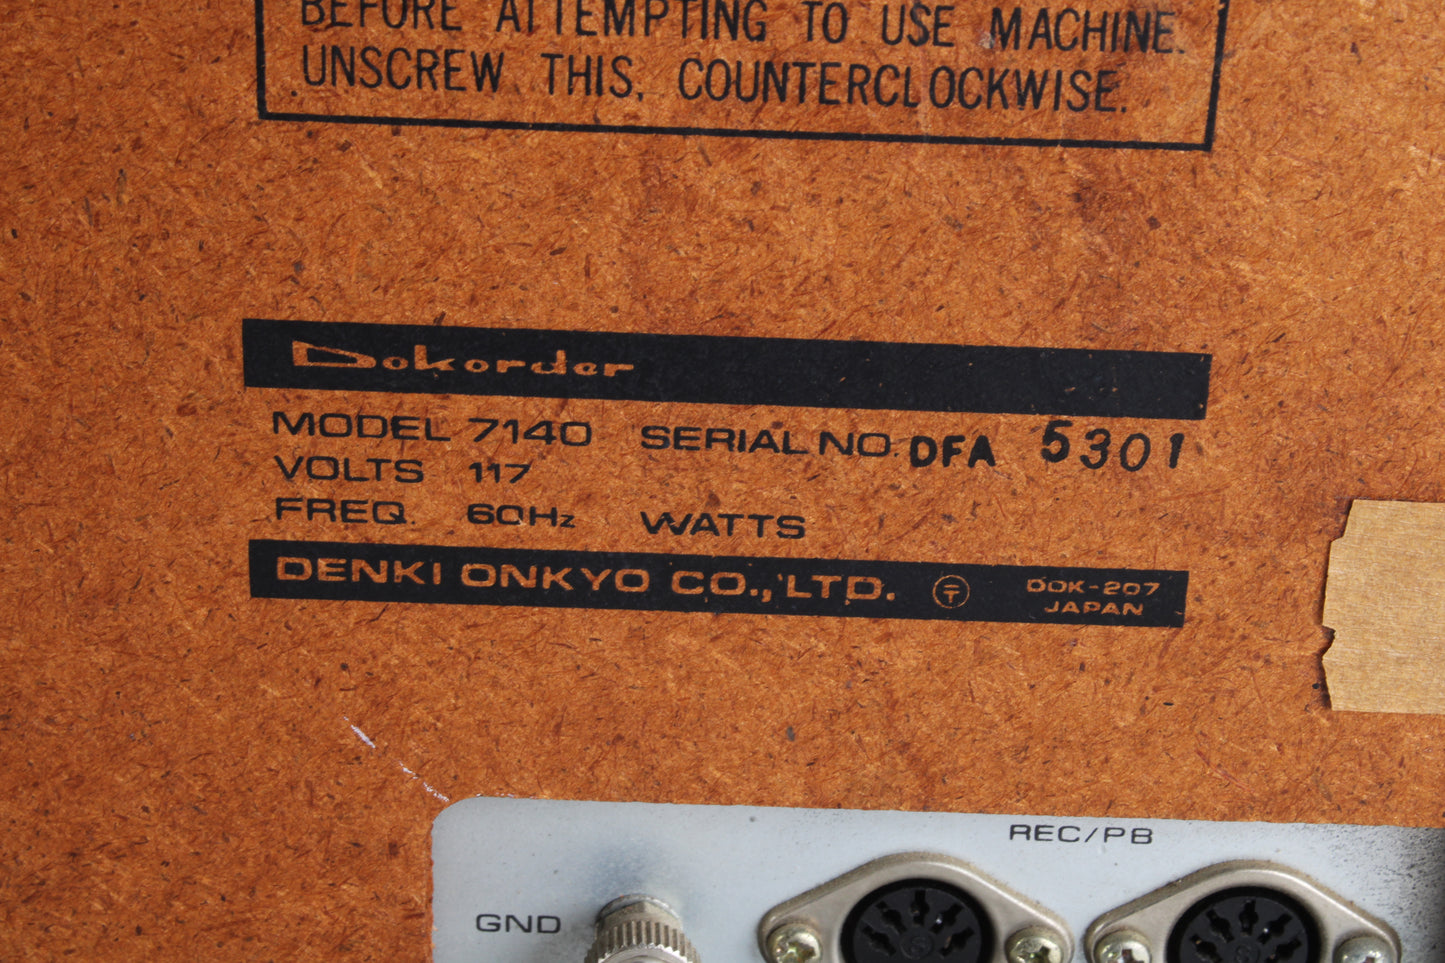 BEFORE ATTEMPTING TO USE MACHINE.
UNSCREW THIS, COUNTERCLOCKWISE.
Dokorder
MODEL 7140 SERIAL NO. DFA 5301
VOLTS 117
FREQ. 60Hz WATTS
DENKI ONKYO CO., LTD. T DOK-207
JAPAN
REC/PB
GND